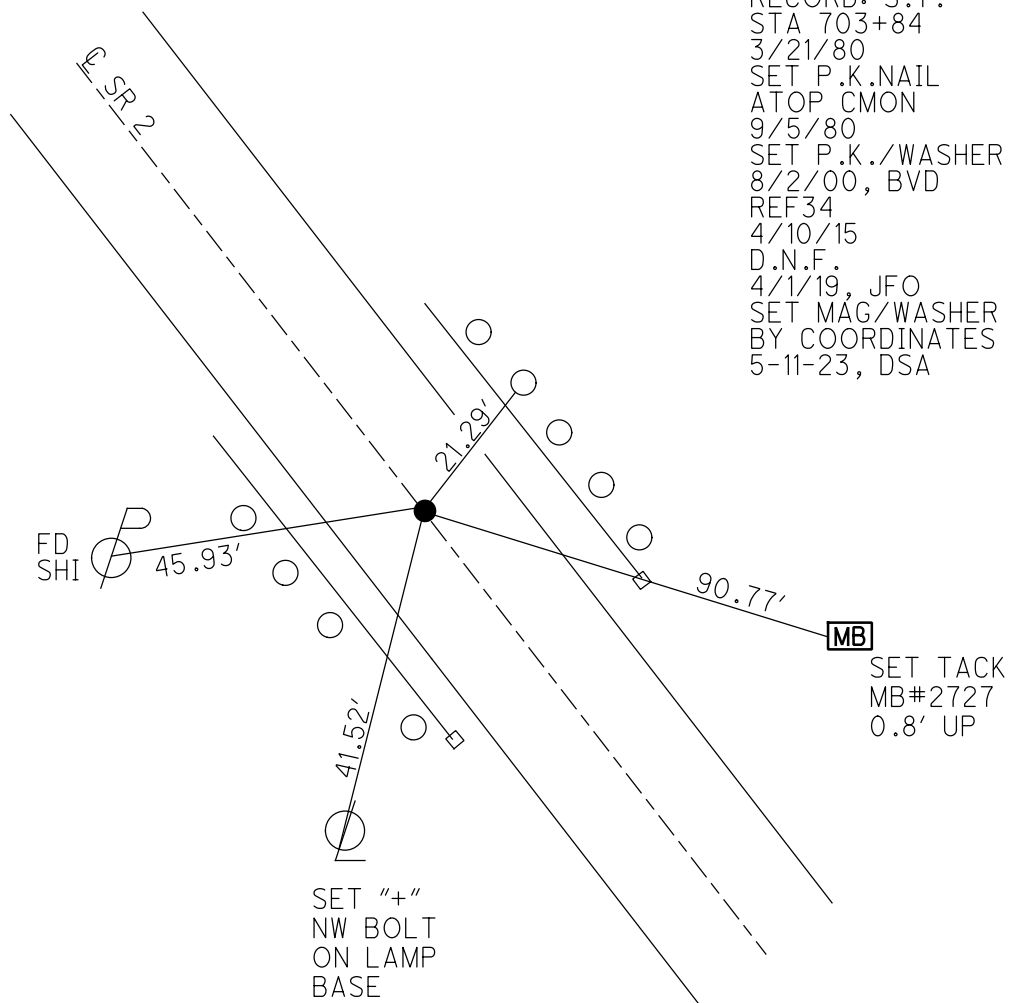 STA 703+84
3/21/80
SET P.K.NAIL
ATOP CMON
9/5/80
SET P.K./WASHER
8/2/00, BVD
REF34
4/10/15
D.N.F.
4/1/19, JFO
SET MAG/WASHER
BY COORDINATES
5-11-23, DSA
℄ SR 2
21.29'
FD
SHI
45.93'
90.77'
MB
SET TACK
MB#2727
0.8' UP
41.52'
SET "+"
NW BOLT
ON LAMP
BASE